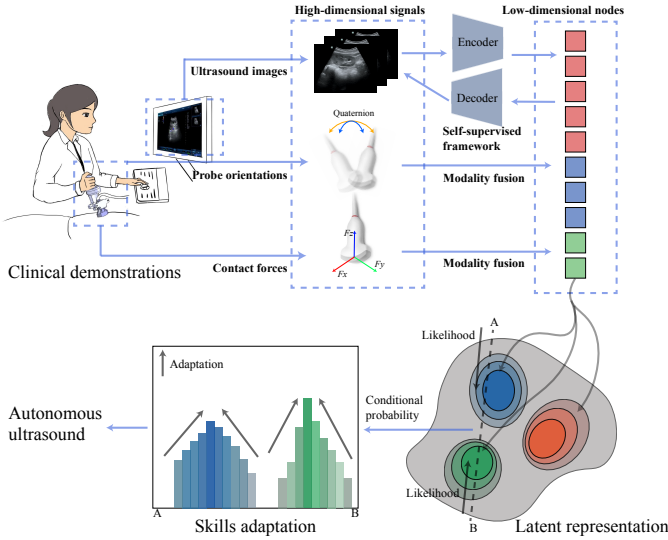 High-dimensional signals
Low-dimensional nodes
Ultrasound images
Encoder
Decoder
Self-supervised
framework
Quaternion
Probe orientations
Modality fusion
Fz
Fx
Fy
Clinical demonstrations
Contact forces
Modality fusion
A
Likelihood
Adaptation
Conditional
probability
Autonomous
ultrasound
Likelihood
A
B
B
Skills adaptation
Latent representation